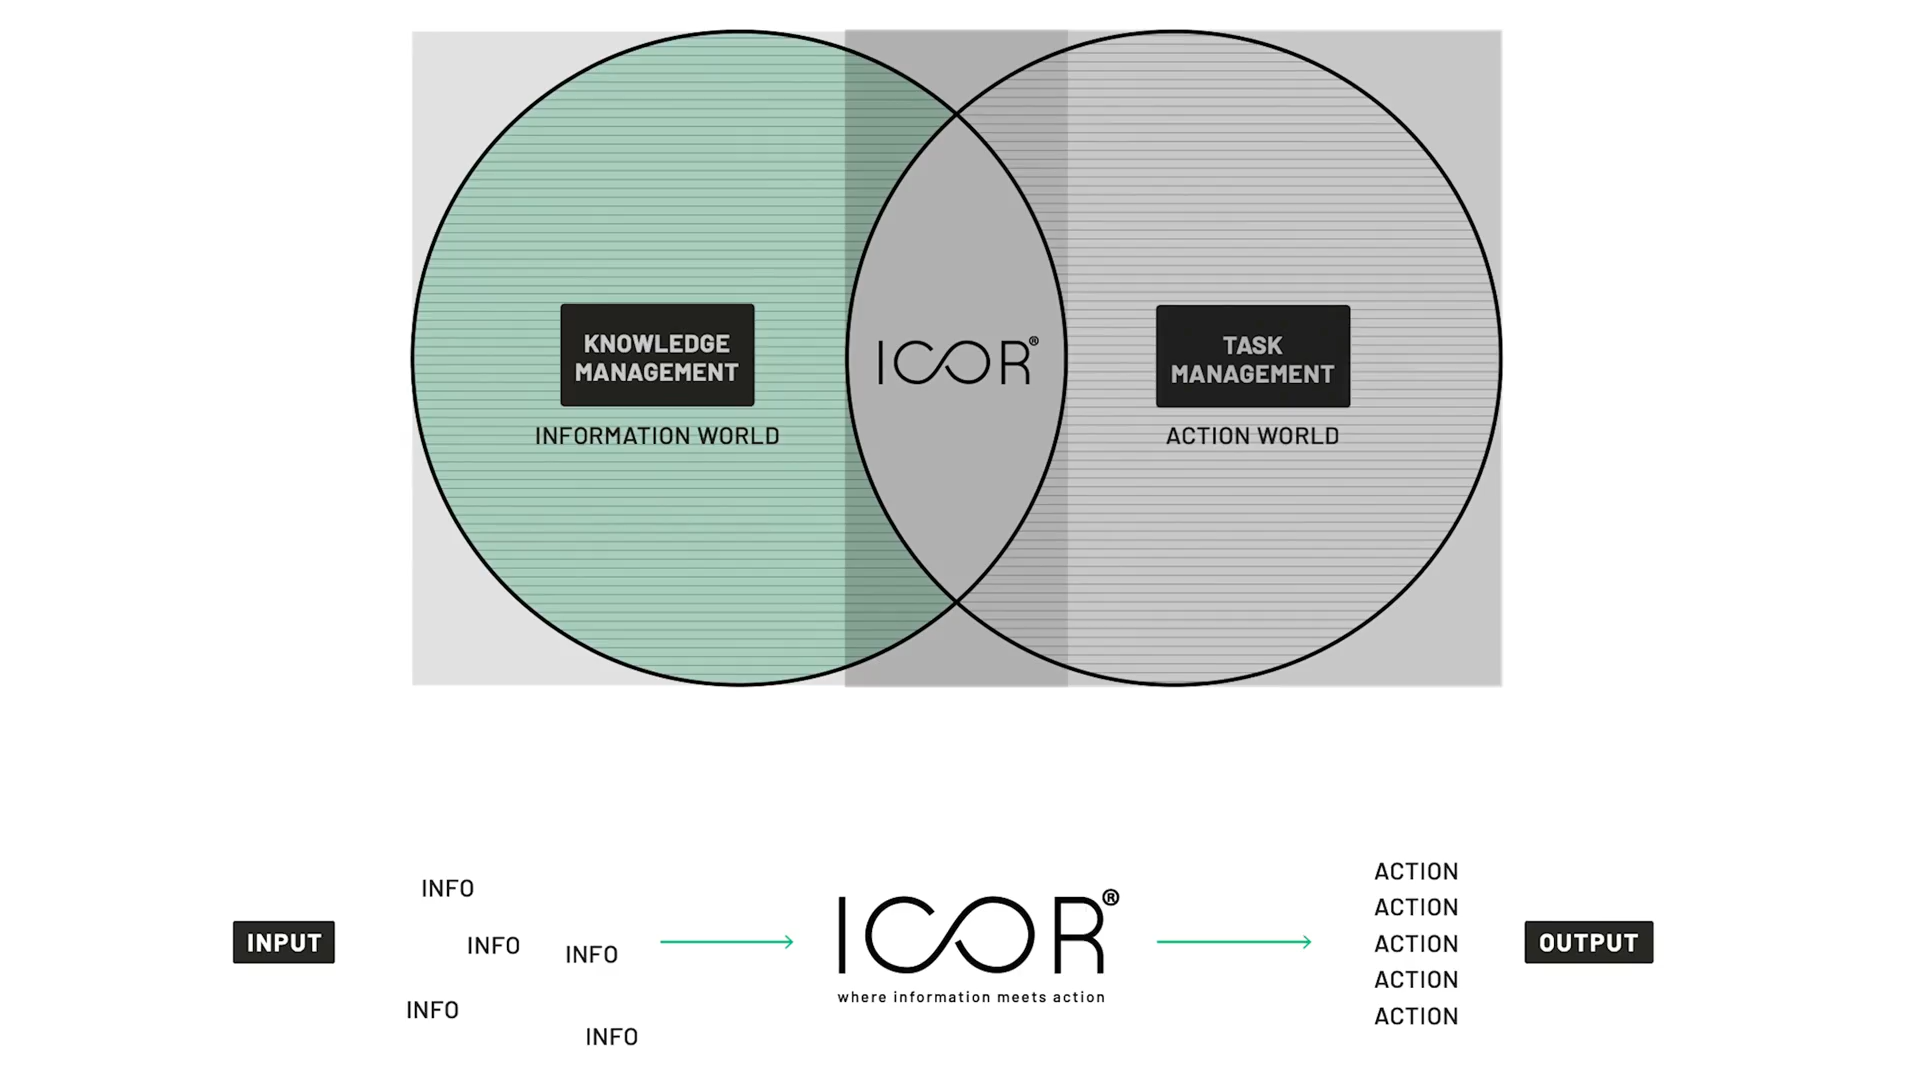 KNOWLEDGE
MANAGEMENT
INFORMATION WORLD
ICOR®
TASK
MANAGEMENT
ACTION WORLD
INPUT
INFO
INFO
INFO
INFO
INFO
ICOR®
where information meets action
ACTION
ACTION
ACTION
ACTION
ACTION
OUTPUT